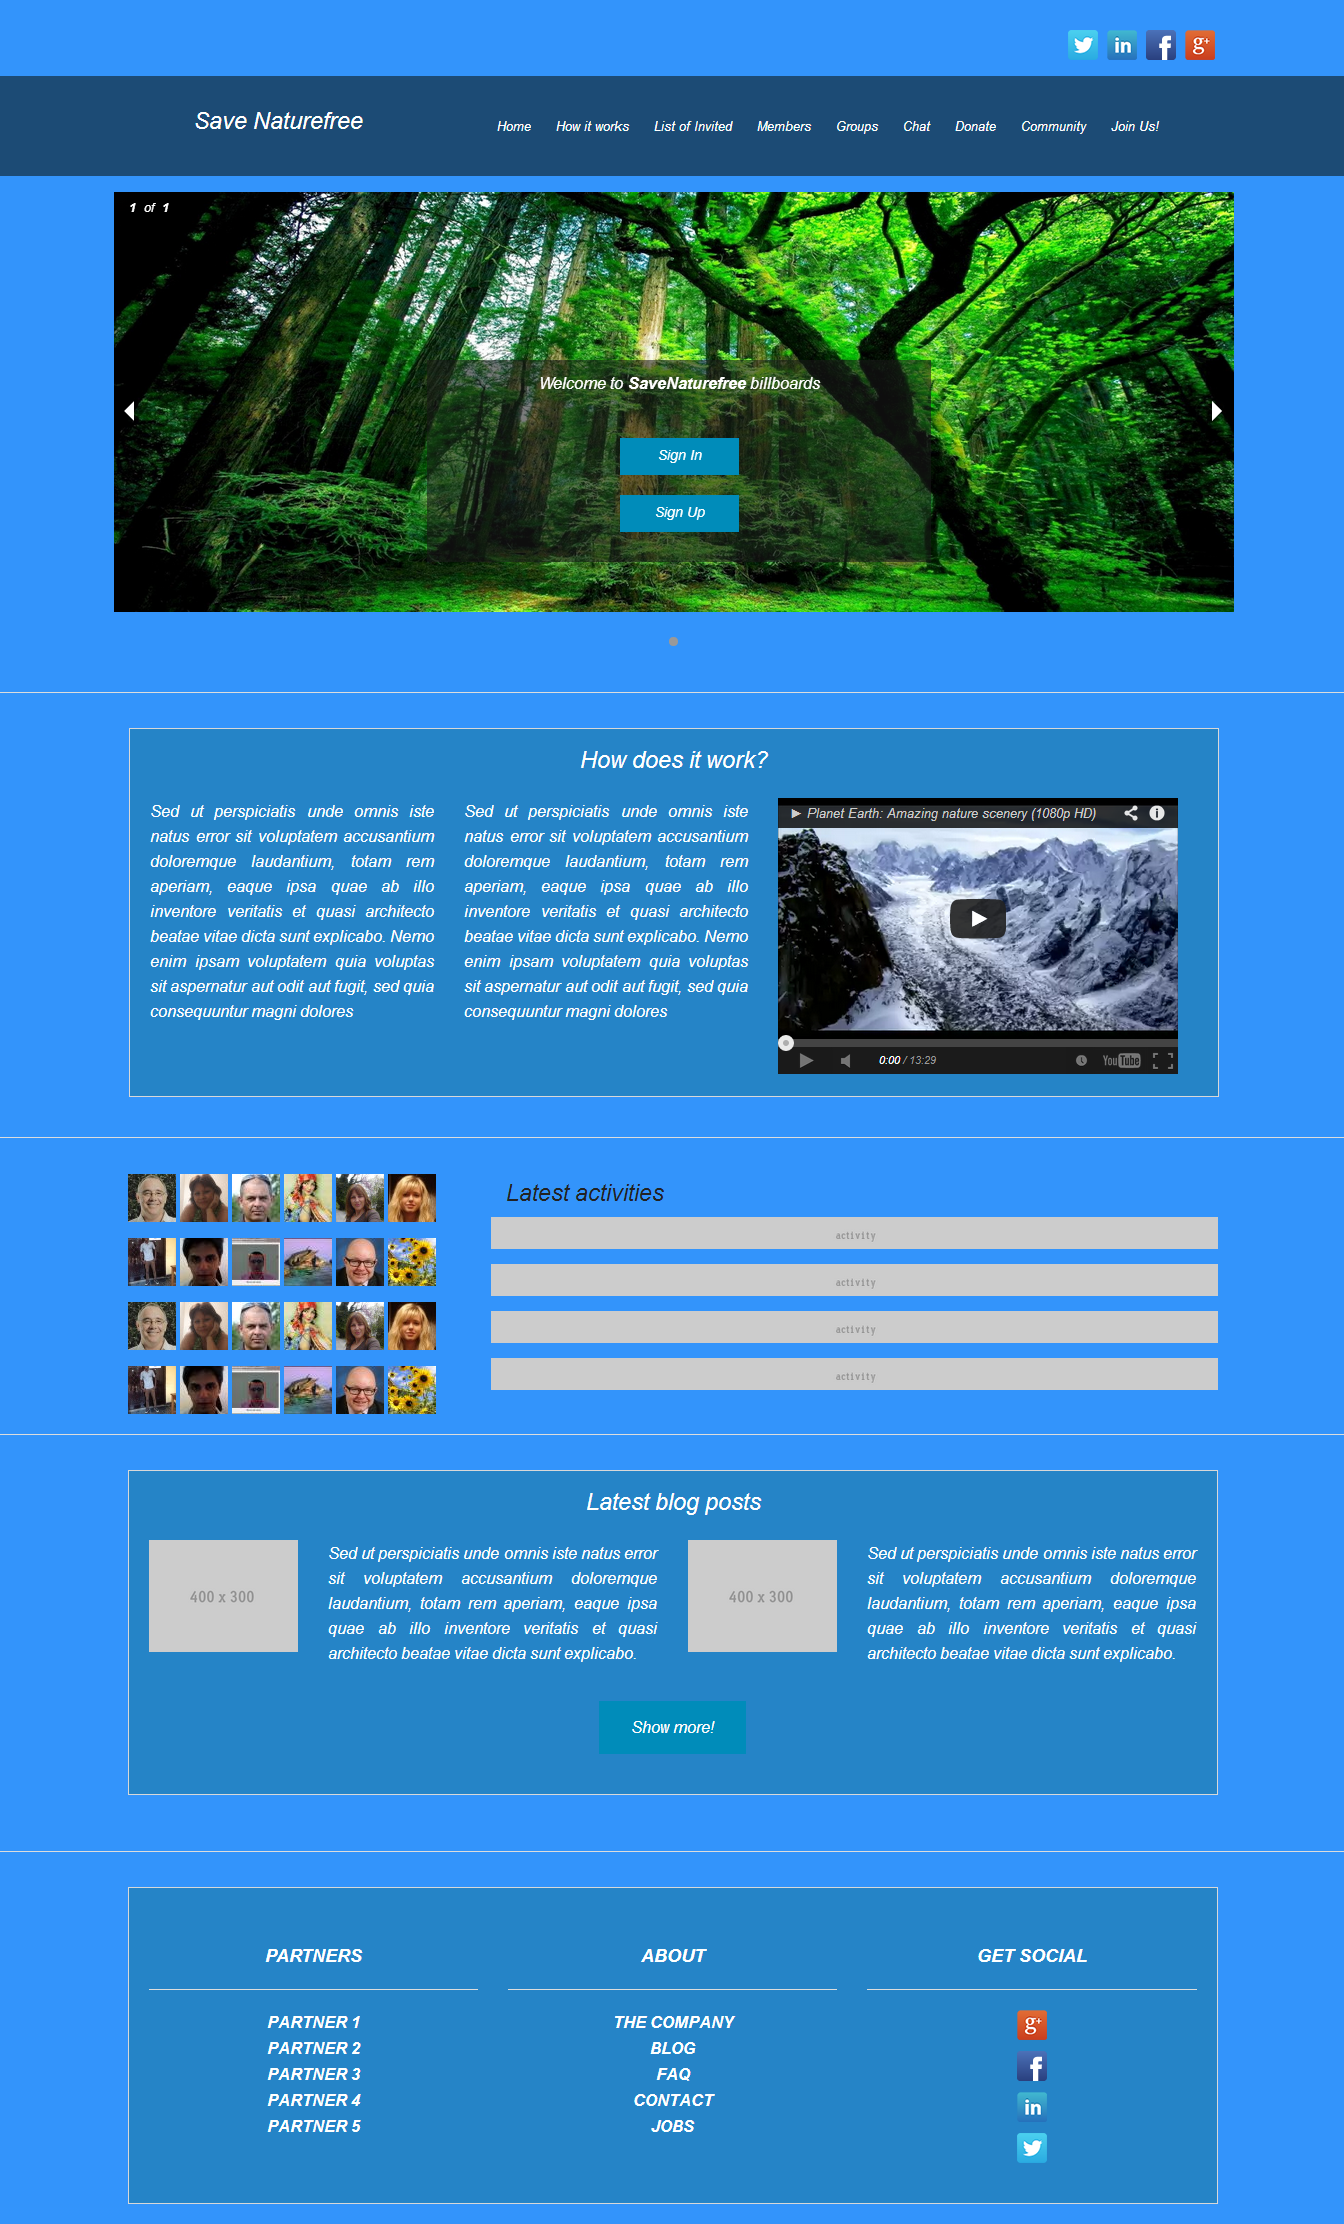 Save Naturefree
Home How it works List of Invited Members Groups Chat Donate Community Join Us!
1 of 1
Welcome to SaveNaturefree billboards
Sign In
Sign Up
How does it work?
Sed ut perspiciatis unde omnis iste
natus error sit voluptatem accusantium
doloremque laudantium, totam rem
aperiam, eaque ipsa quae ab illo
inventore veritatis et quasi architecto
beatae vitae dicta sunt explicabo. Nemo
enim ipsam voluptatem quia voluptas
sit aspernatur aut odit aut fugit, sed quia
consequuntur magni dolores
Sed ut perspiciatis unde omnis iste
natus error sit voluptatem accusantium
doloremque laudantium, totam rem
aperiam, eaque ipsa quae ab illo
inventore veritatis et quasi architecto
beatae vitae dicta sunt explicabo. Nemo
enim ipsam voluptatem quia voluptas
sit aspernatur aut odit aut fugit, sed quia
consequuntur magni dolores
Planet Earth: Amazing nature scenery (1080p HD)
0:00 / 13:29
YouTube
Latest activities
activity
activity
activity
activity
Latest blog posts
400 x 300
Sed ut perspiciatis unde omnis iste natus error
sit voluptatem accusantium doloremque
laudantium, totam rem aperiam, eaque ipsa
quae ab illo inventore veritatis et quasi
architecto beatae vitae dicta sunt explicabo.
400 x 300
Sed ut perspiciatis unde omnis iste natus error
sit voluptatem accusantium doloremque
laudantium, totam rem aperiam, eaque ipsa
quae ab illo inventore veritatis et quasi
architecto beatae vitae dicta sunt explicabo.
Show more!
PARTNERS
PARTNER 1
PARTNER 2
PARTNER 3
PARTNER 4
PARTNER 5
ABOUT
THE COMPANY
BLOG
FAQ
CONTACT
JOBS
GET SOCIAL